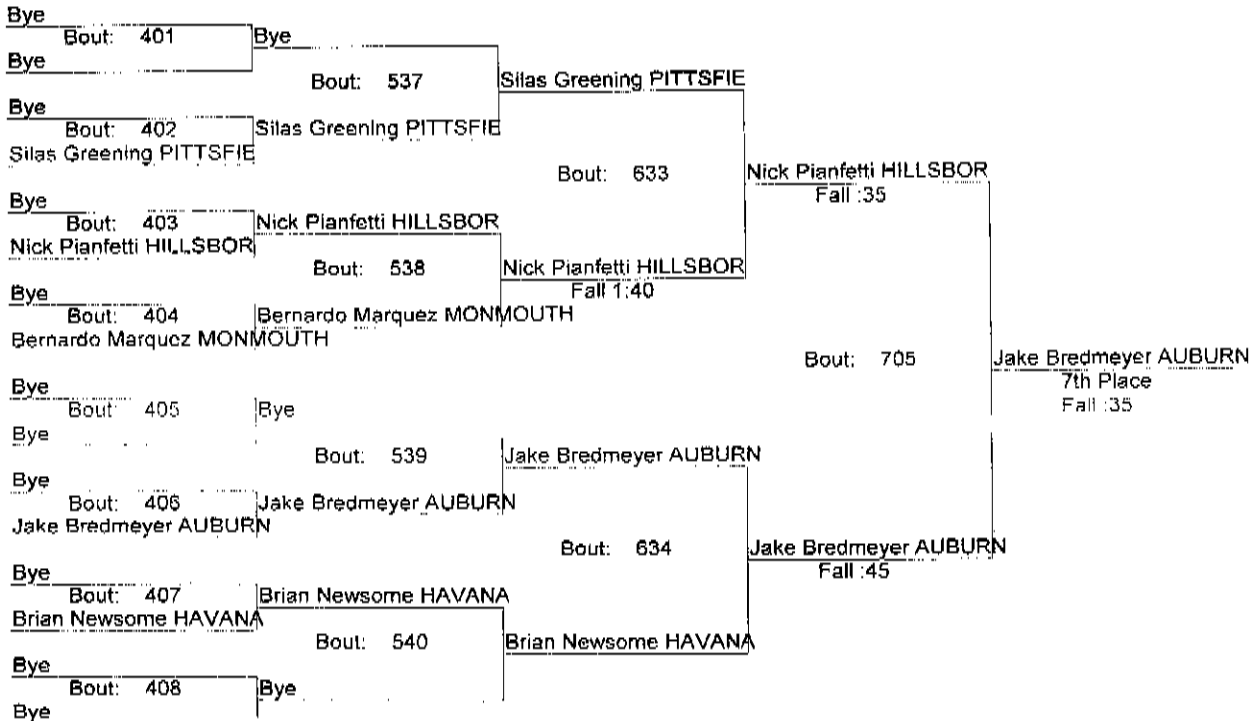 Bye
Bout: 401
Bye
Bye
Bout: 537
Silas Greening PITTSFIE
Bye
Bout: 402
Silas Greening PITTSFIE
Silas Greening PITTSFIE
Bout: 633
Nick Pianfetti HILLSBOR
Fall :35
Bye
Bout: 403
Nick Pianfetti HILLSBOR
Nick Pianfetti HILLSBOR
Bout: 538
Nick Pianfetti HILLSBOR
Fall 1:40
Bye
Bout: 404
Bernardo Marquez MONMOUTH
Bernardo Marquez MONMOUTH
Bout: 705
Jake Bredmeyer AUBURN
7th Place
Fall :35
Bye
Bout: 405
Bye
Bye
Bout: 539
Jake Bredmeyer AUBURN
Bye
Bout: 406
Jake Bredmeyer AUBURN
Jake Bredmeyer AUBURN
Bout: 634
Jake Bredmeyer AUBURN
Fall :45
Bye
Bout: 407
Brian Newsome HAVANA
Brian Newsome HAVANA
Bout: 540
Brian Newsome HAVANA
Bye
Bout: 408
Bye
Bye